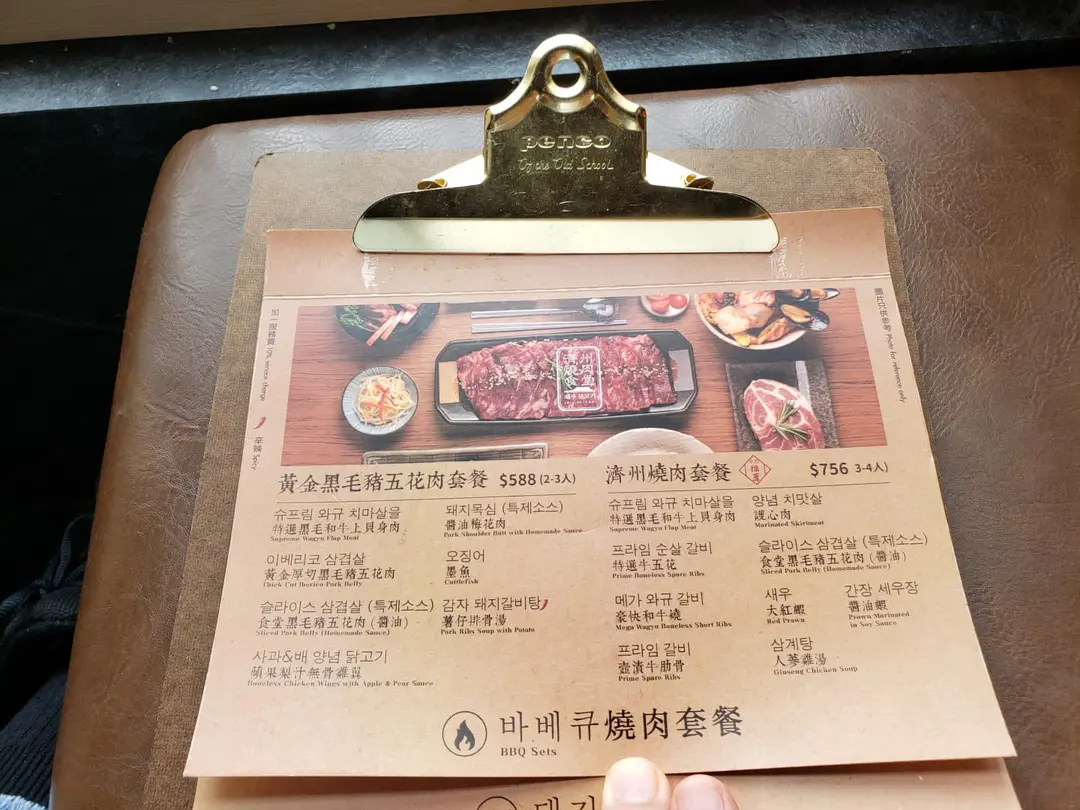 penco
Of the Old School
加一服務費 10% service charge
辛辣 Spicy
圖片只供參考 Photo for reference only
濟州
燒肉
食堂
黃金黑毛豬五花肉套餐 $588 (2-3人)
슈프림 와규 치마살을
特選黑毛和牛上貝身肉
Supreme Wagyu Flap Meat
이베리코 삼겹살
黃金厚切黑毛豬五花肉
Thick Cut Iberico Pork Belly
슬라이스 삼겹살 (특제소스)
食堂黑毛豬五花肉 (醬油)
Sliced Pork Belly (Homemade Sauce)
사과&배 양념 닭고기
蘋果梨汁無骨雞翼
Boneless Chicken Wings with Apple & Pear Sauce
돼지목심 (특제소스)
醬油梅花肉
Pork Shoulder Butt with Homemade Sauce
오징어
墨魚
Cuttlefish
감자 돼지갈비탕
薯仔排骨湯
Pork Ribs Soup with Potato
濟州燒肉套餐 $756 3-4人)
슈프림 와규 치마살을
特選黑毛和牛上貝身肉
Supreme Wagyu Flap Meat
프라임 순살 갈비
特選牛五花
Prime Boneless Spare Ribs
메가 와규 갈비
豪快和牛燒
Mega Wagyu Boneless Short Ribs
프라임 갈비
壺漬牛肋骨
Prime Spare Ribs
양념 치맛살
護心肉
Marinated Skirtmeat
슬라이스 삼겹살 (특제소스)
食堂黑毛豬五花肉 (醬油)
Sliced Pork Belly (Homemade Sauce)
새우
大紅蝦
Red Prawn
간장 세우장
醬油蝦
Prawn Marinated
in Soy Sauce
삼계탕
人蔘雞湯
Ginseng Chicken Soup
바베큐燒肉套餐
BBQ Sets